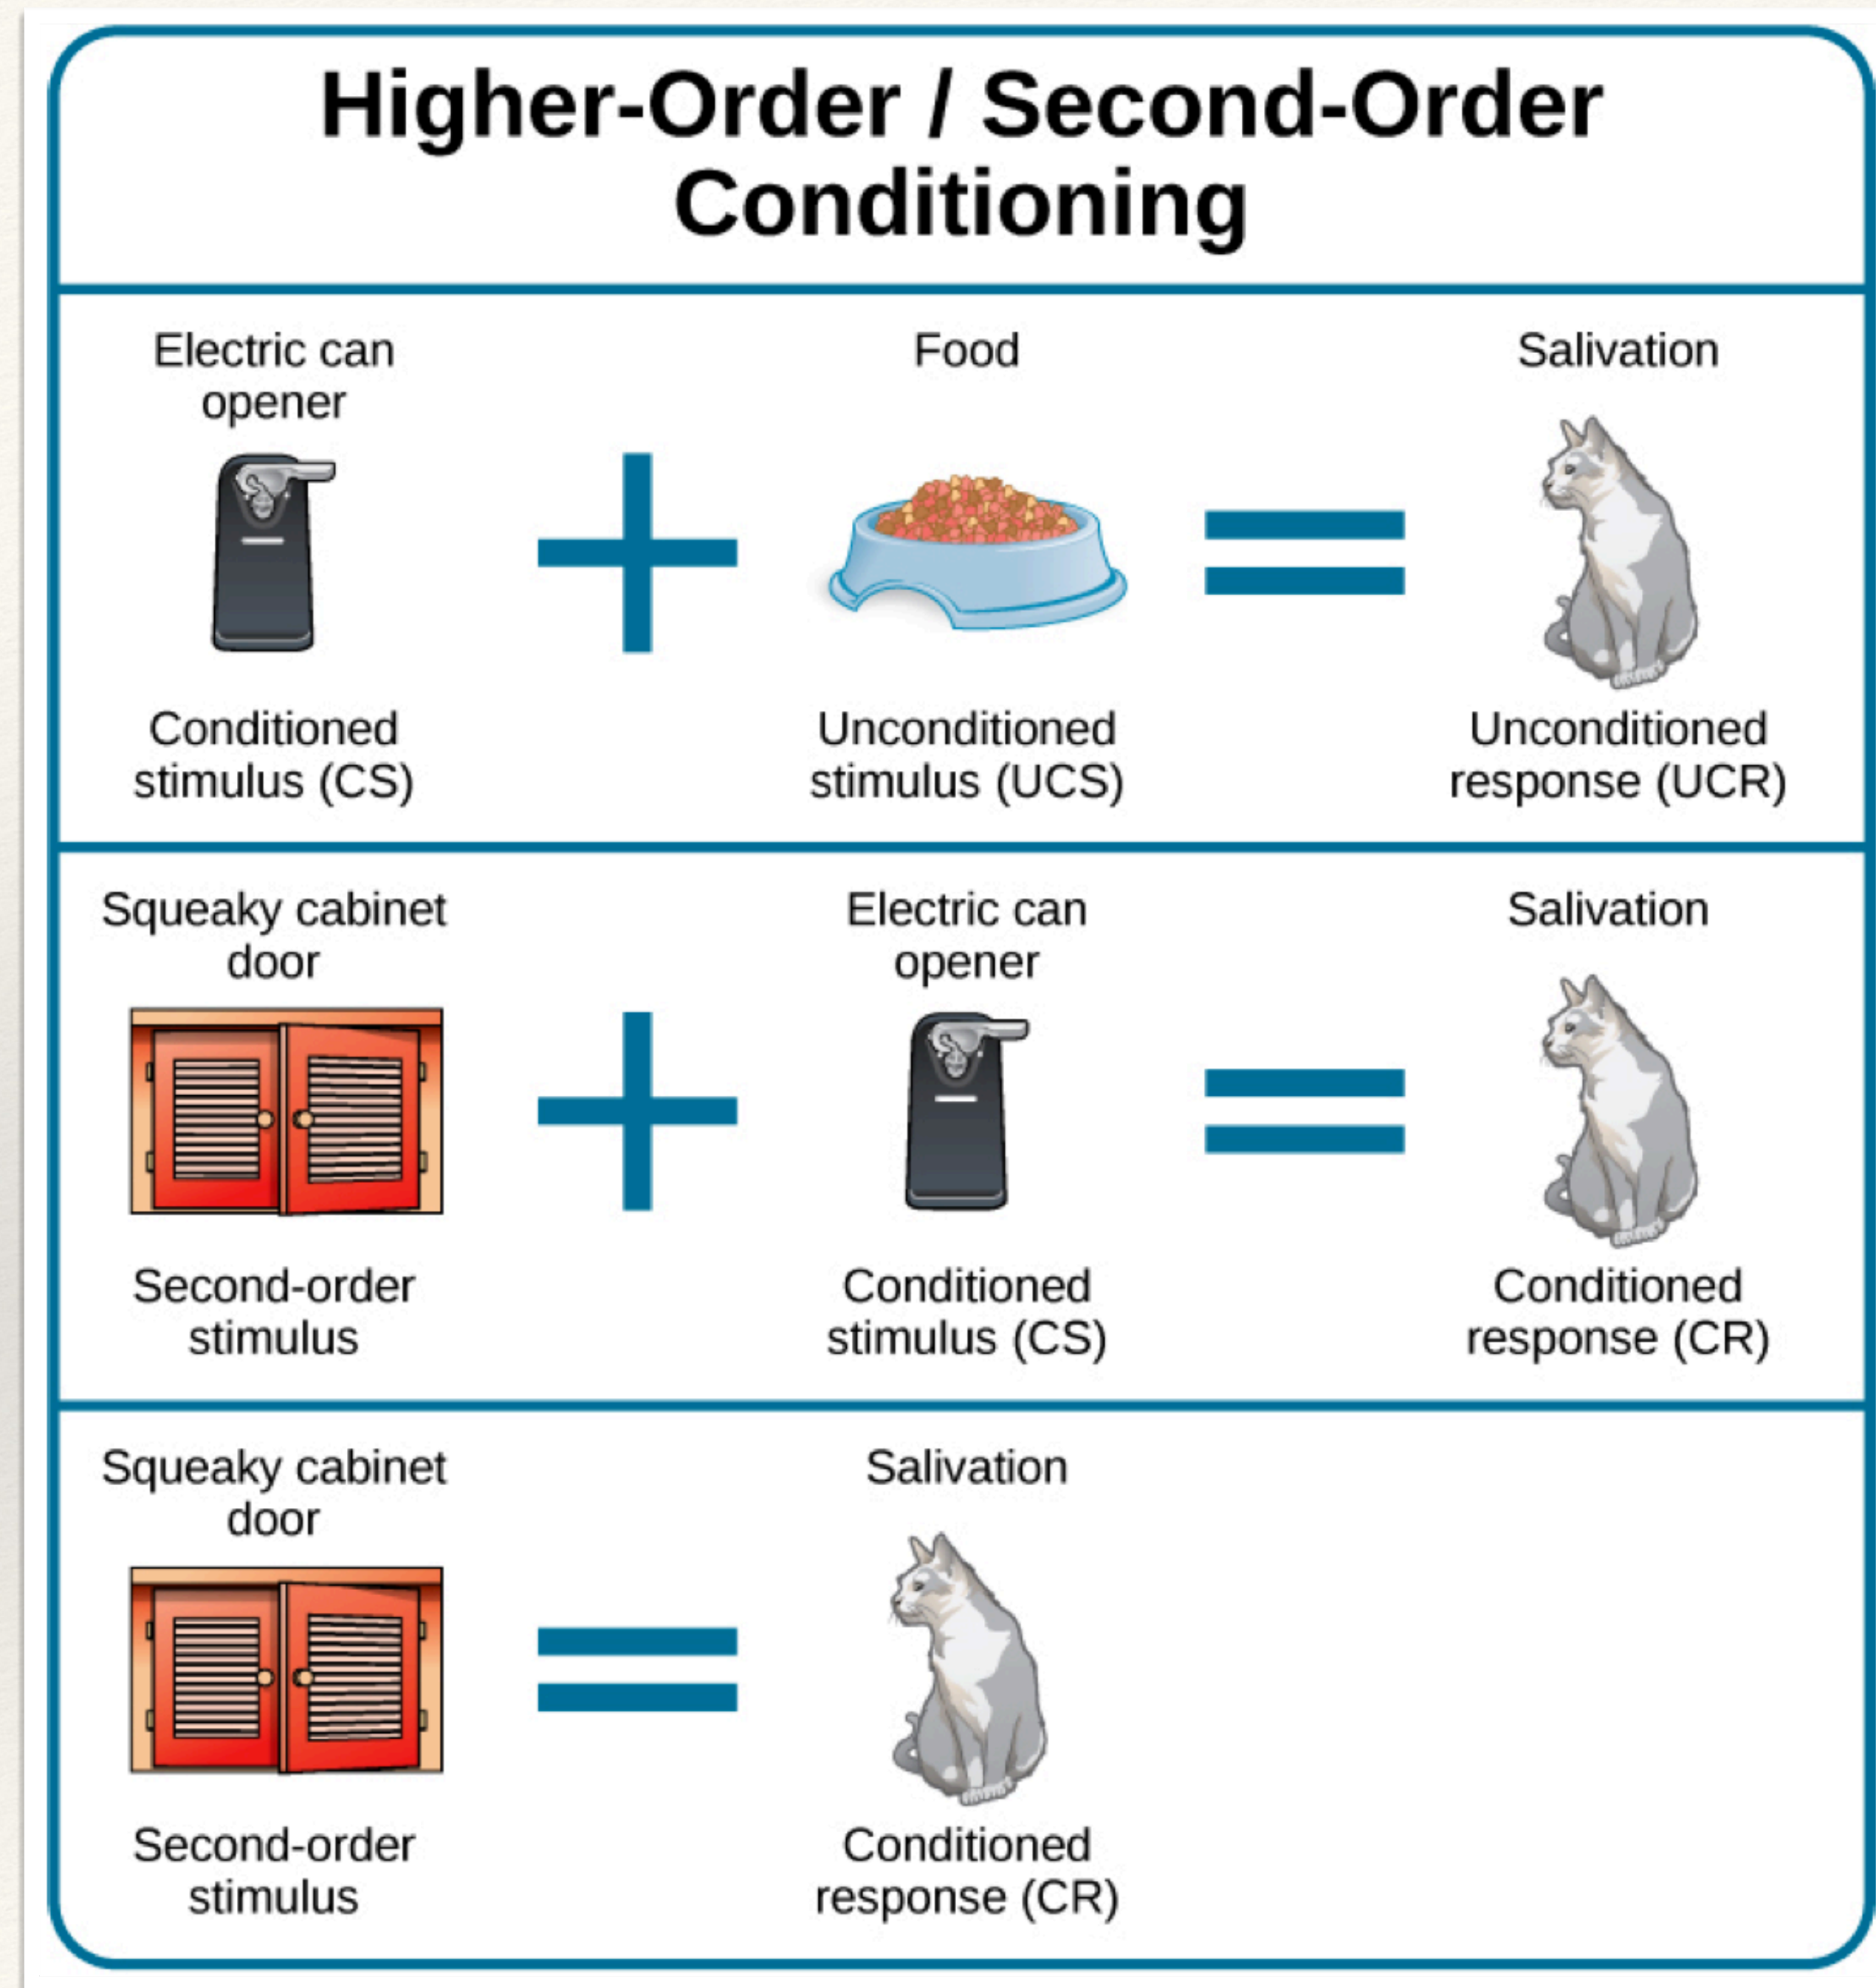 Higher-Order / Second-Order
Conditioning
Electric can
opener
Food
Salivation
Conditioned
stimulus (CS)
Unconditioned
stimulus (UCS)
Unconditioned
response (UCR)
Squeaky cabinet
door
Electric can
opener
Salivation
Second-order
stimulus
Conditioned
stimulus (CS)
Conditioned
response (CR)
Squeaky cabinet
door
Salivation
Second-order
stimulus
Conditioned
response (CR)